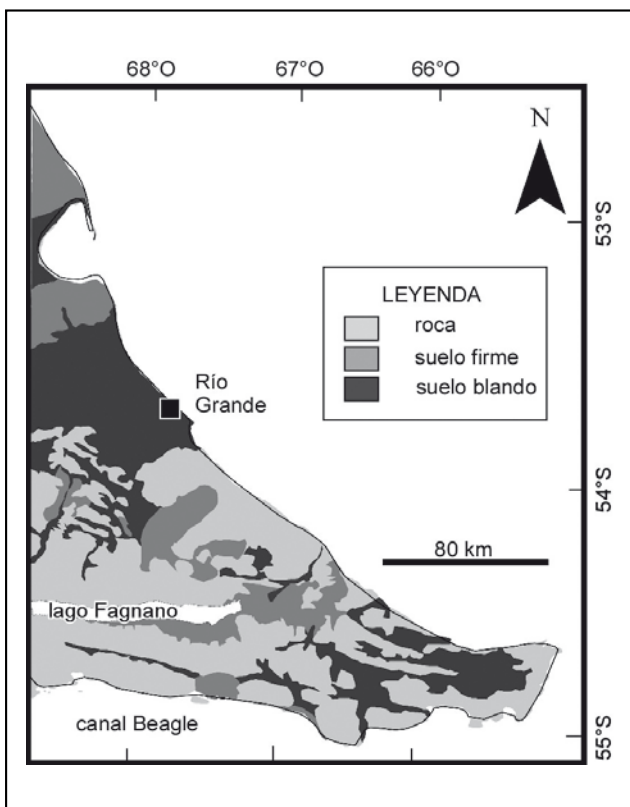 68°O 67°O 66°O
N
53°S
LEYENDA
roca
suelo firme
suelo blando
Río
Grande
54°S
80 km
lago Fagnano
canal Beagle
55°S